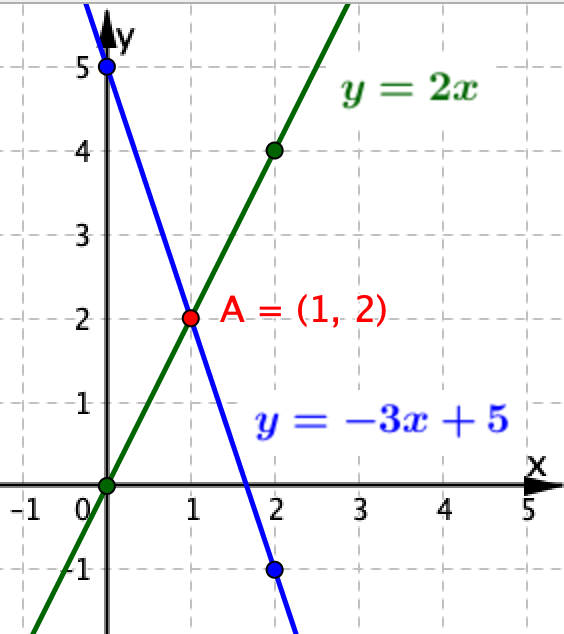 y
5
y = 2x
4
3
2
A = (1, 2)
1
y = −3x + 5
x
−1 0 1 2 3 4 5
-1